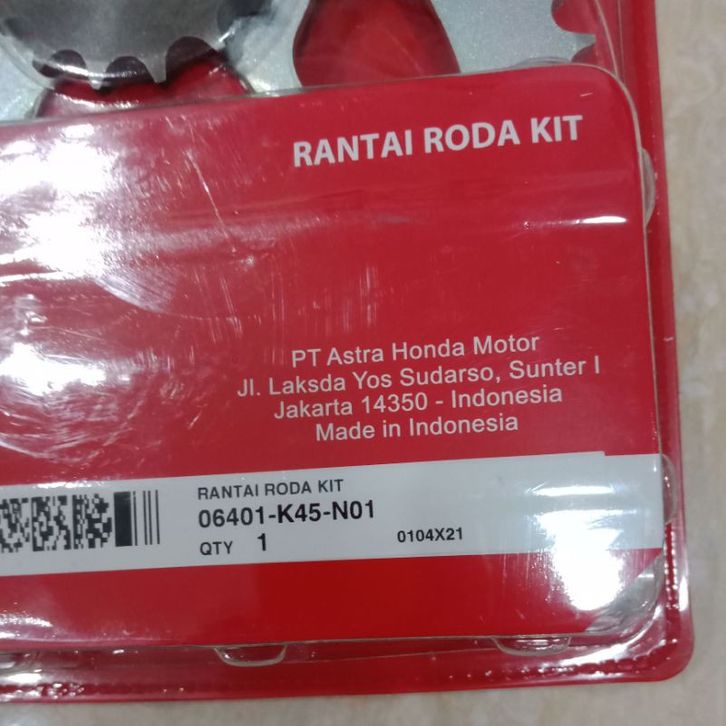 RANTAI RODA KIT
PT Astra Honda Motor
Jl. Laksda Yos Sudarso, Sunter I
Jakarta 14350 - Indonesia
Made in Indonesia
RANTAI RODA KIT
06401-K45-N01
QTY 1 0104X21